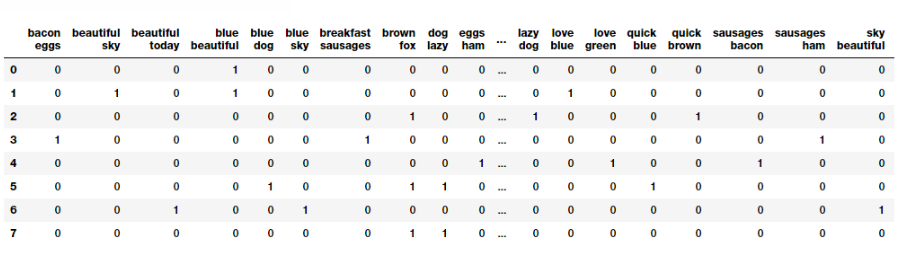 bacon beautiful beautiful blue blue blue breakfast brown dog eggs ... lazy love love quick quick sausages sausages sky
eggs sky today beautiful dog sky sausages fox lazy ham dog blue green blue brown bacon ham beautiful
0 0 0 0 1 0 0 0 0 0 0 ... 0 0 0 0 0 0 0 0
1 0 1 0 1 0 0 0 0 0 0 ... 0 1 0 0 0 0 0 0
2 0 0 0 0 0 0 0 1 0 0 ... 1 0 0 0 1 0 0 0
3 1 0 0 0 0 0 1 0 0 0 ... 0 0 0 0 0 0 1 0
4 0 0 0 0 0 0 0 0 0 1 ... 0 0 1 0 0 1 0 0
5 0 0 0 0 1 0 0 1 1 0 ... 0 0 0 1 0 0 0 0
6 0 0 1 0 0 1 0 0 0 0 ... 0 0 0 0 0 0 0 1
7 0 0 0 0 0 0 0 1 1 0 ... 0 0 0 0 0 0 0 0